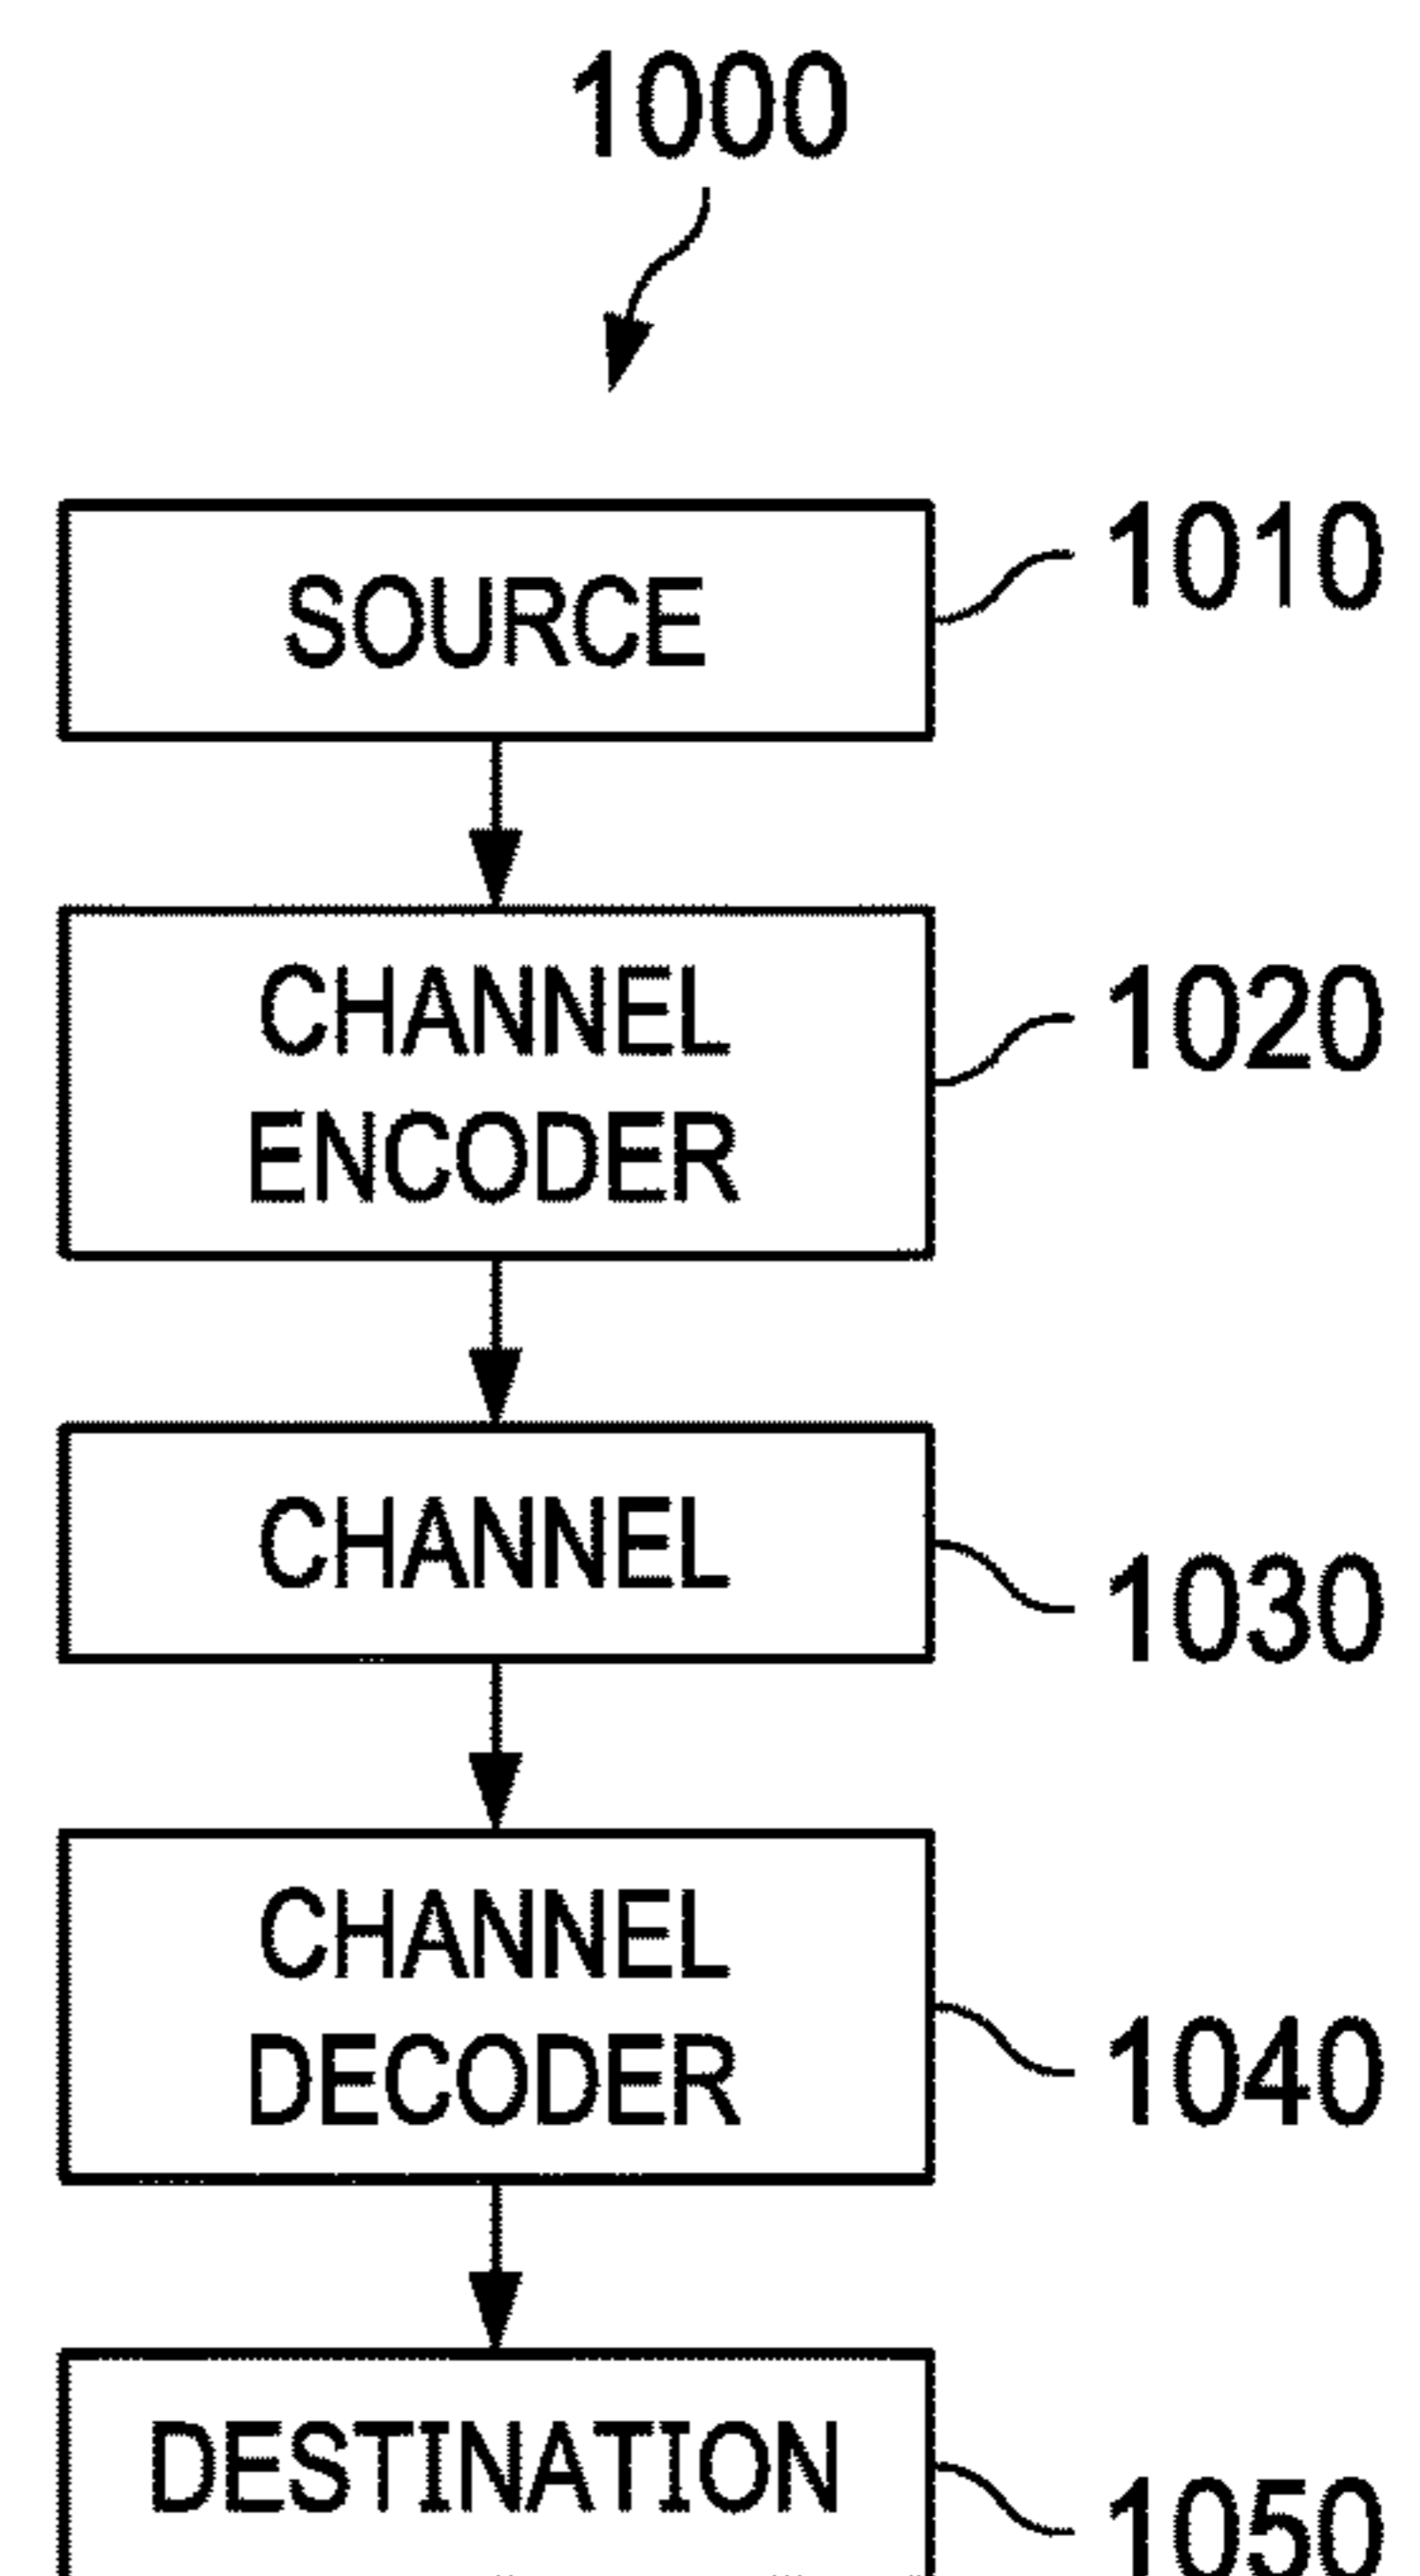 1000
SOURCE
1010
CHANNEL
ENCODER
1020
CHANNEL
1030
CHANNEL
DECODER
1040
DESTINATION
1050